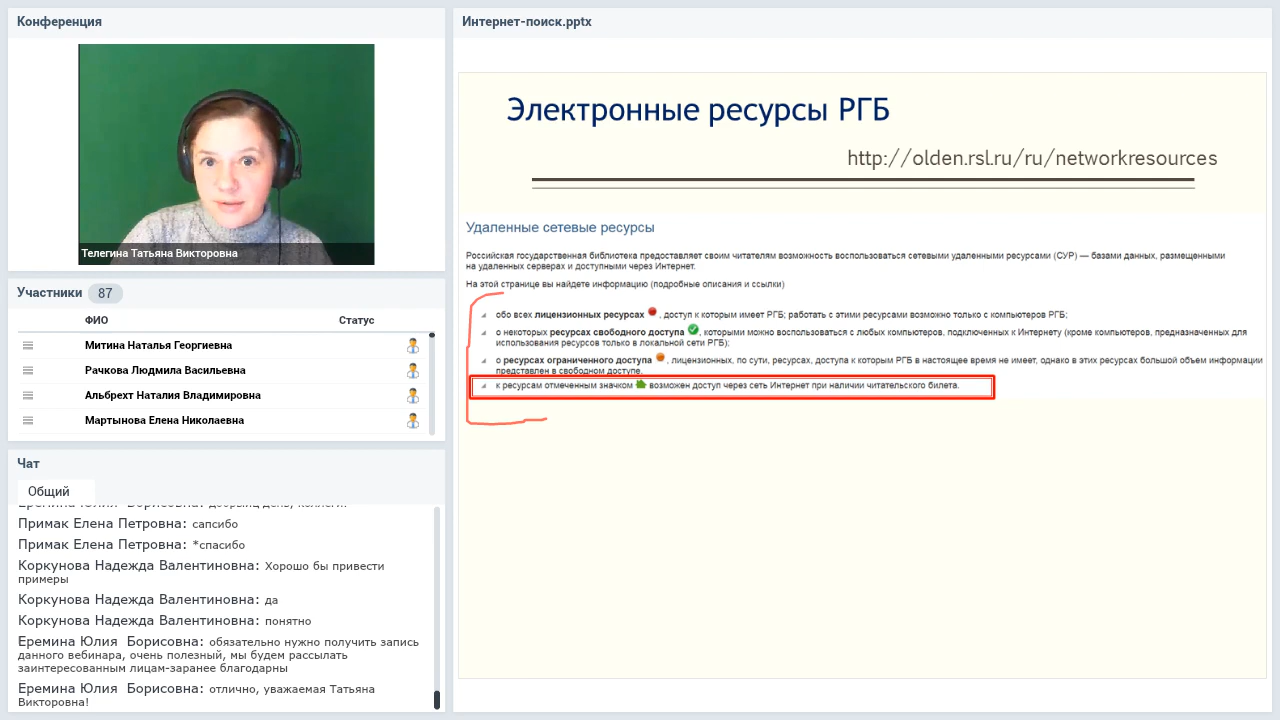 Конференция
Телегина Татьяна Викторовна
Участники 87
ФИО Статус
Митина Наталья Георгиевна
Рачкова Людмила Васильевна
Альбрехт Наталия Владимировна
Мартынова Елена Николаевна
Чат
Общий
Примак Елена Петровна: сапсибо
Примак Елена Петровна: *спасибо
Коркунова Надежда Валентиновна: Хорошо бы привести
примеры
Коркунова Надежда Валентиновна: да
Коркунова Надежда Валентиновна: понятно
Еремина Юлия Борисовна: обязательно нужно получить запись
данного вебинара, очень полезный, мы будем рассылать
заинтересованным лицам-заранее благодарны
Еремина Юлия Борисовна: отлично, уважаемая Татьяна
Викторовна!
Интернет-поиск.pptx
Электронные ресурсы РГБ
http://olden.rsl.ru/ru/networkresources
Удаленные сетевые ресурсы
Российская государственная библиотека предоставляет своим читателям возможность воспользоваться сетевыми удаленными ресурсами (СУР) — базами данных, размещенными
на удаленных серверах и доступными через Интернет.
На этой странице вы найдете информацию (подробные описания и ссылки)
обо всех лицензионных ресурсах , доступ к которым имеет РГБ; работать с этими ресурсами возможно только с компьютеров РГБ;
о некоторых ресурсах свободного доступа , которыми можно воспользоваться с любых компьютеров, подключенных к Интернету (кроме компьютеров, предназначенных для
использования ресурсов только в локальной сети РГБ);
о ресурсах ограниченного доступа , лицензионных, по сути, ресурсах, доступа к которым РГБ в настоящее время не имеет, однако в этих ресурсах большой объем информации
представлен в свободном доступе.
к ресурсам отмеченным значком возможен доступ через сеть Интернет при наличии читательского билета.